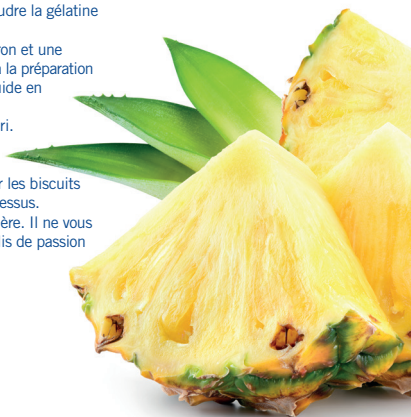 udre la gélatine
ron et une
la préparation
uide en
ri.
r les biscuits
essus.
ère. Il ne vous
lis de passion